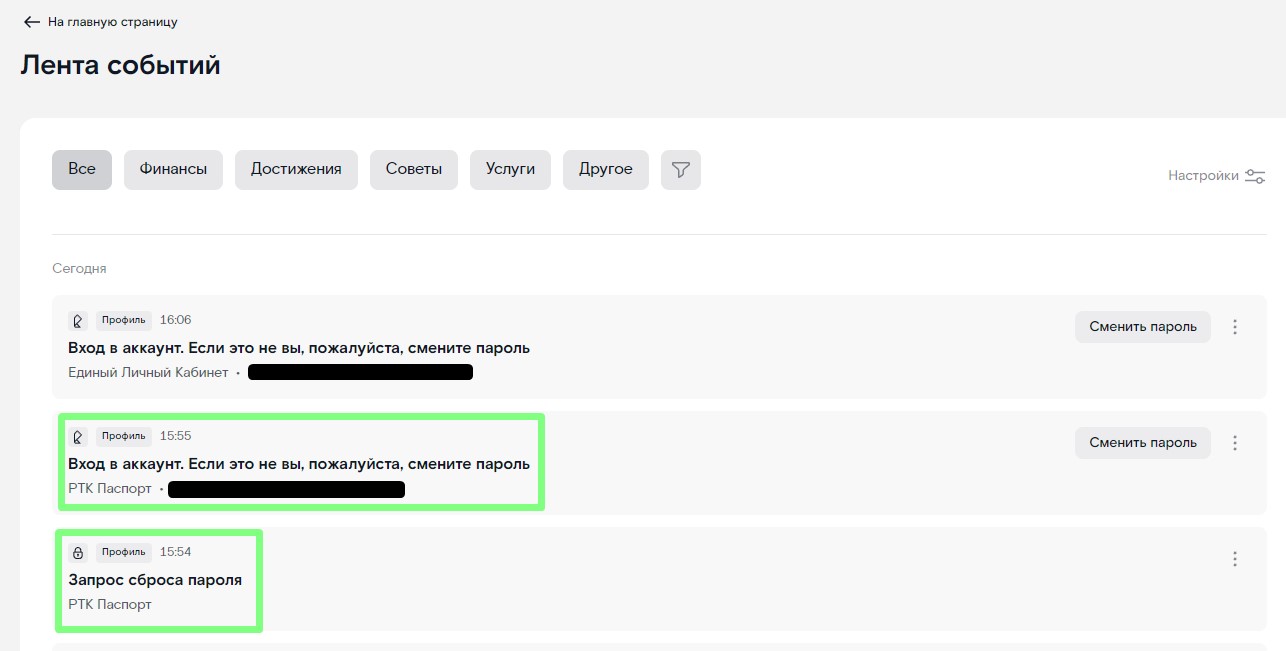 На главную страницу
Лента событий
Все Финансы Достижения Советы Услуги Другое
Настройки
Сегодня
Профиль 16:06
Вход в аккаунт. Если это не вы, пожалуйста, смените пароль
Единый Личный Кабинет •
Сменить пароль
Профиль 15:55
Вход в аккаунт. Если это не вы, пожалуйста, смените пароль
РТК Паспорт •
Сменить пароль
Профиль 15:54
Запрос сброса пароля
РТК Паспорт